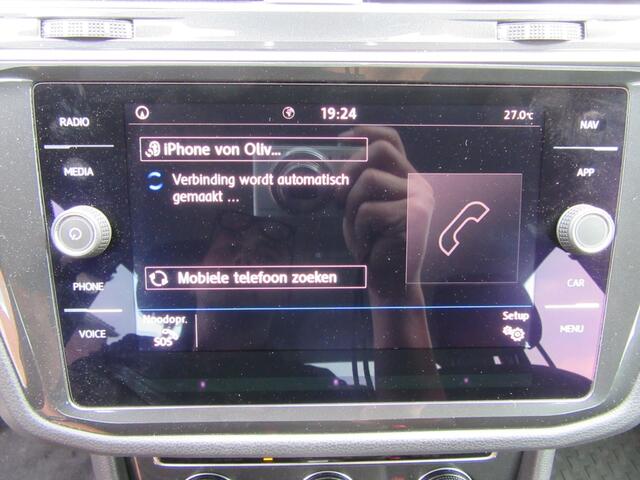 RADIO
MEDIA
PHONE
VOICE
19:24
27.0°C
iPhone von Oliv...
Verbinding wordt automatisch
gemaakt ...
Mobiele telefoon zoeken
Noodopr.
SOS
Setup
NAV
APP
CAR
MENU